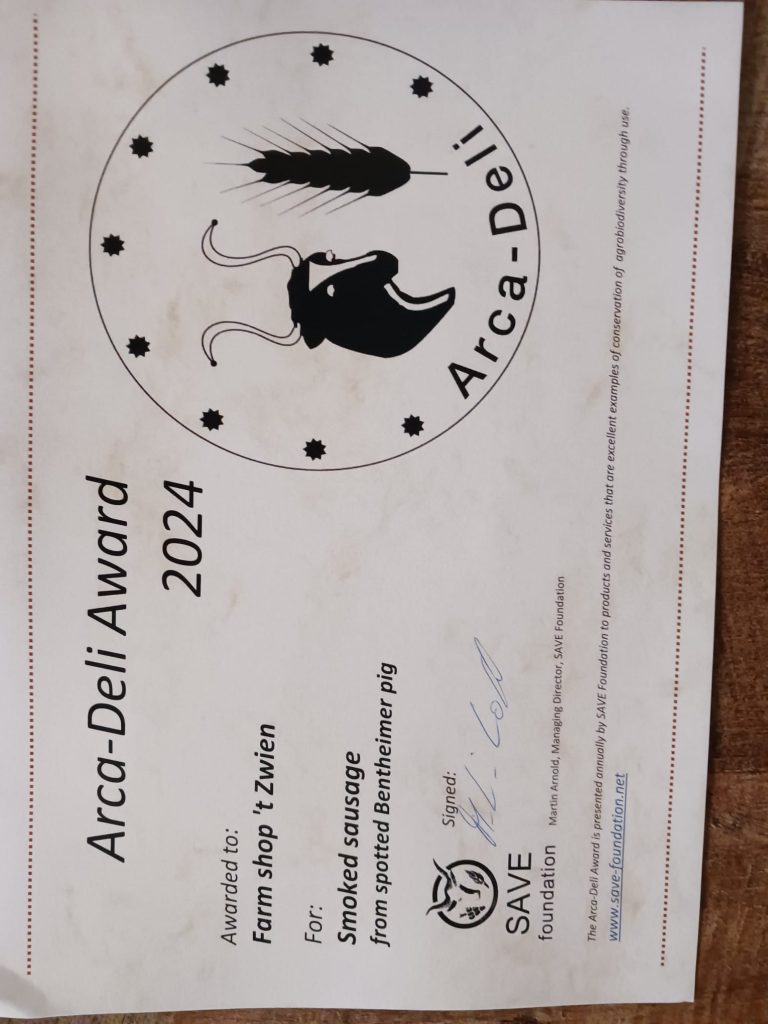 Arca-Deli Award
2024
Arca-Deli
Awarded to:
Farm shop 't Zwien
For:
Smoked sausage
from spotted Bentheimer pig
Signed:
SAVE
foundation
Martin Arnold, Managing Director, SAVE Foundation
The Arca-Deli Award is presented annually by SAVE Foundation to products and services that are excellent examples of conservation of agrobiodiversity through use.
www.save-foundation.net